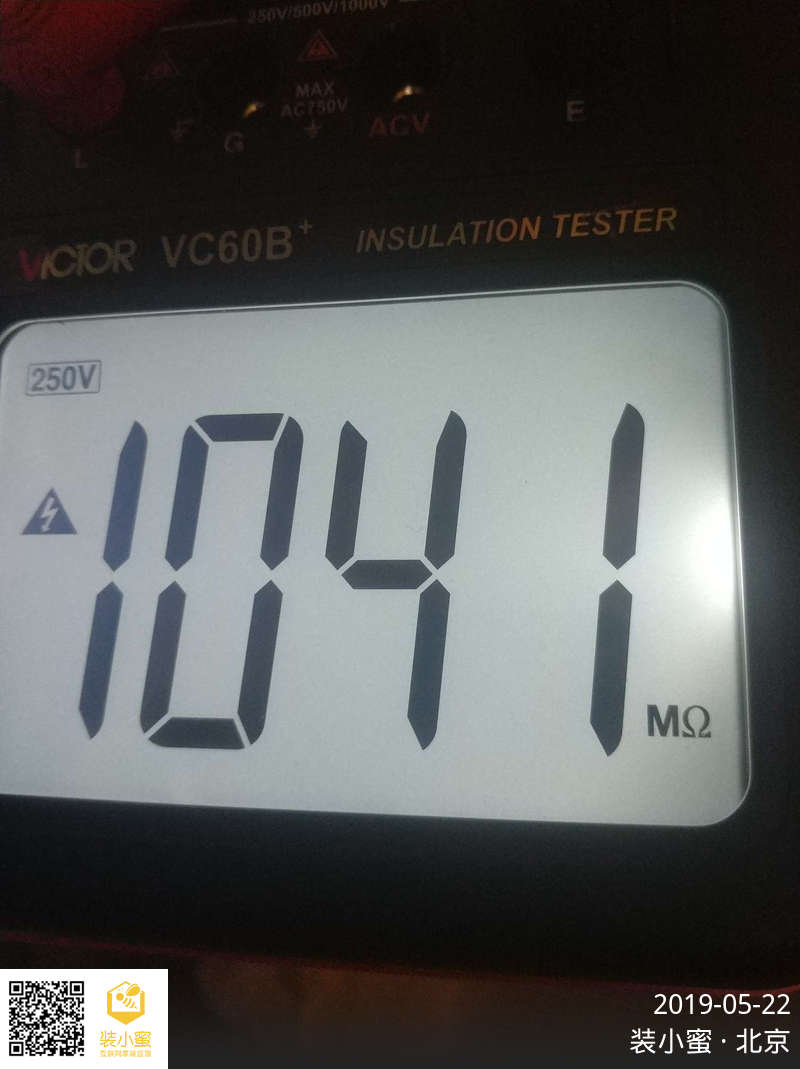 250V/500V/1000V
MAX
AC750V
L
G
ACV
E
VICTOR VC60B+ INSULATION TESTER
250V
1041
MΩ
装小蜜
2019-05-22
装小蜜·北京